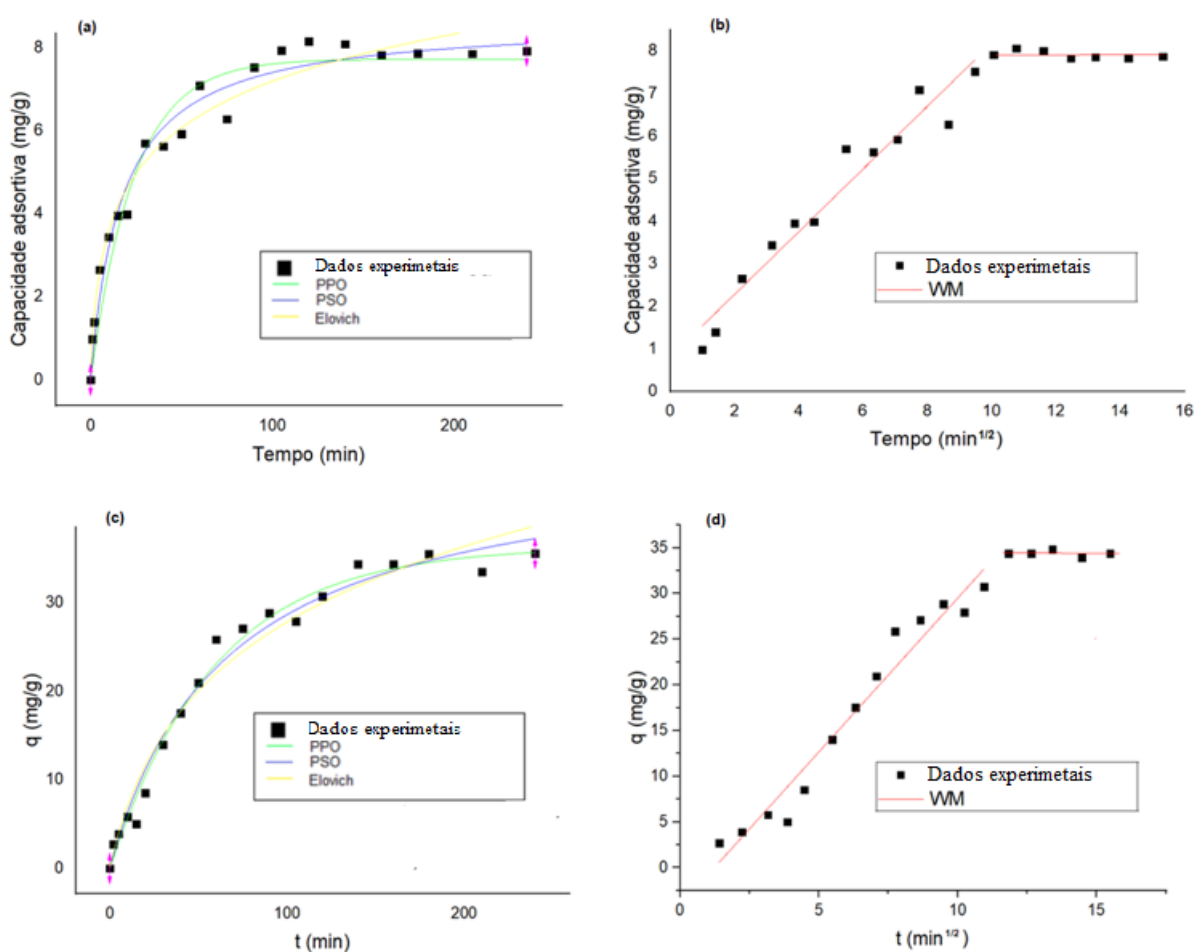 (a)
Capacidade adsortiva (mg/g)
8
6
4
2
0
Dados experimetais
PPO
PSO
Elovich
0
100
200
Tempo (min)
(b)
Capacidade adsortiva (mg/g)
8
7
6
5
4
3
2
1
0
Dados experimetais
WM
0
2
4
6
8
10
12
14
16
Tempo (min1/2)
(c)
q (mg/g)
30
20
10
0
Dados experimetais
PPO
PSO
Elovich
0
100
200
t (min)
(d)
q (mg/g)
35
30
25
20
15
10
5
0
Dados experimetais
WM
0
5
10
15
t (min1/2)